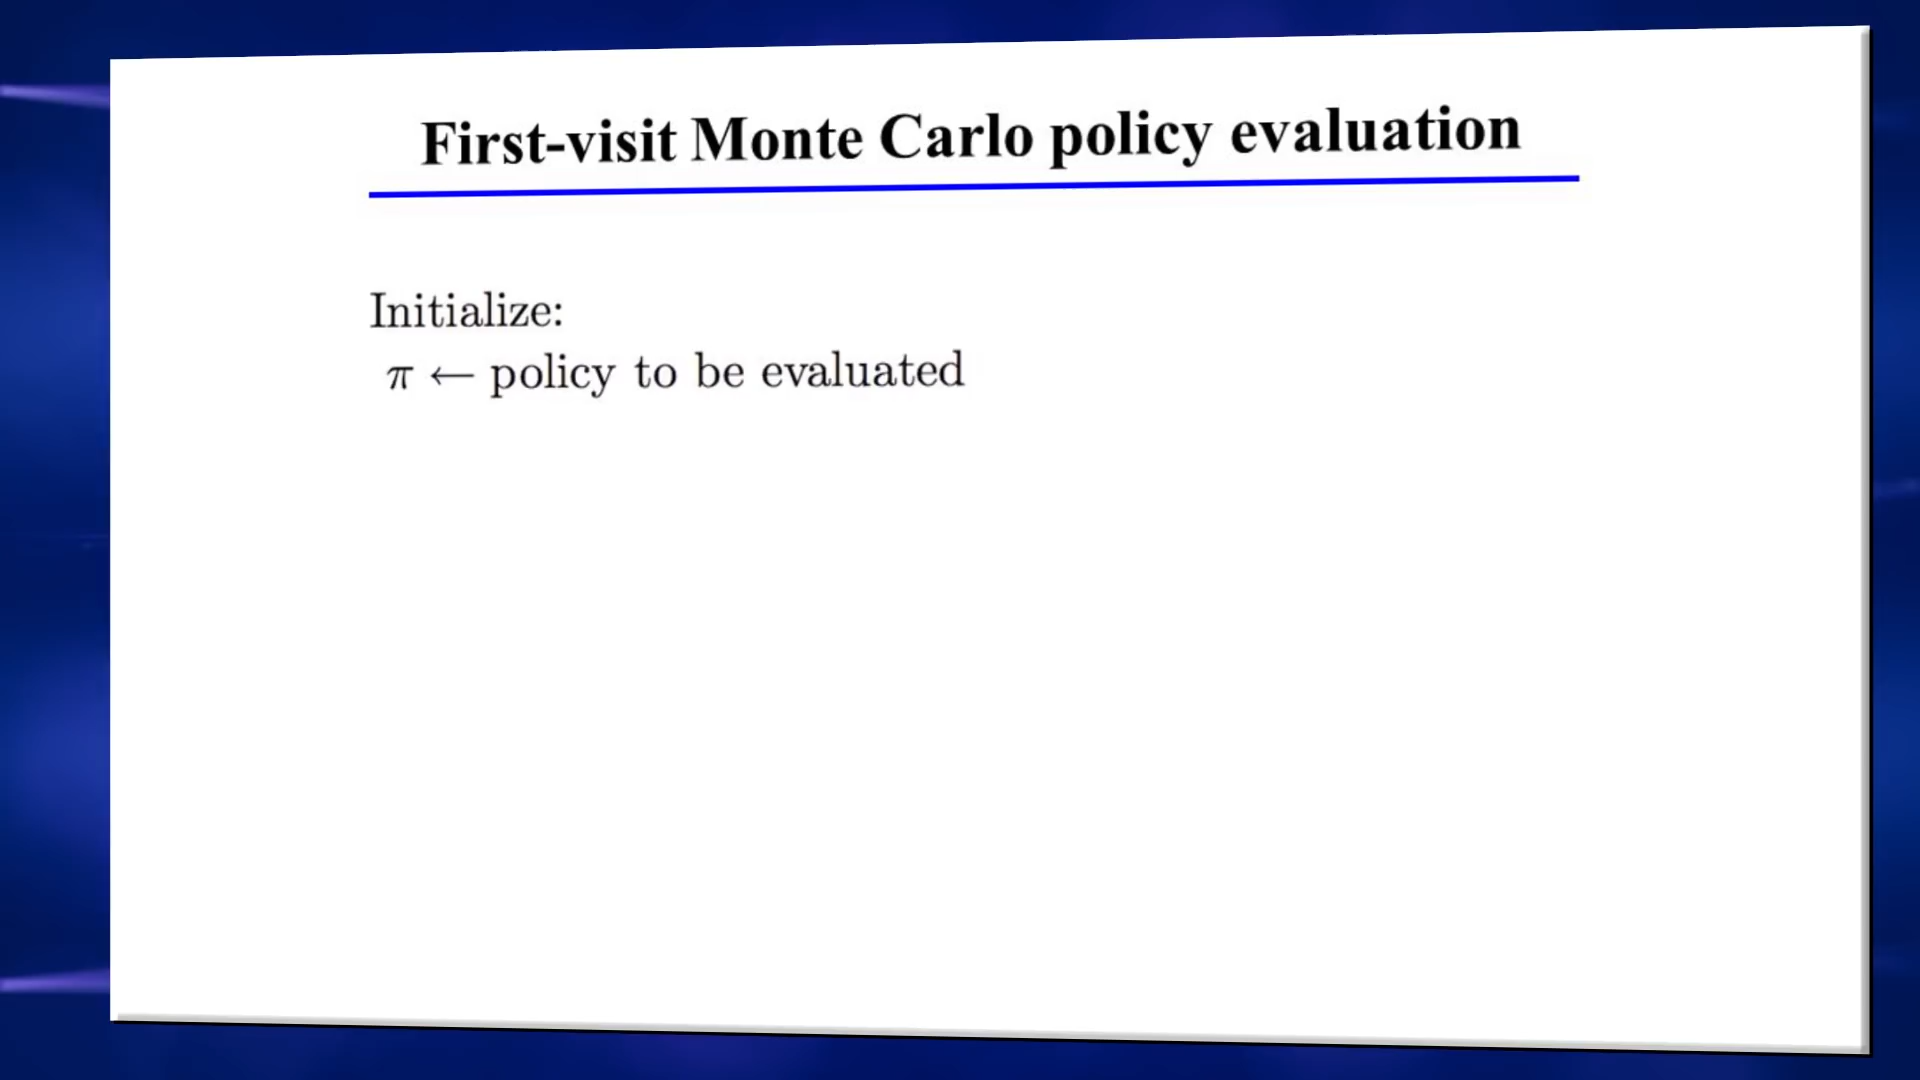 First-visit Monte Carlo policy evaluation
Initialize:
π ← policy to be evaluated